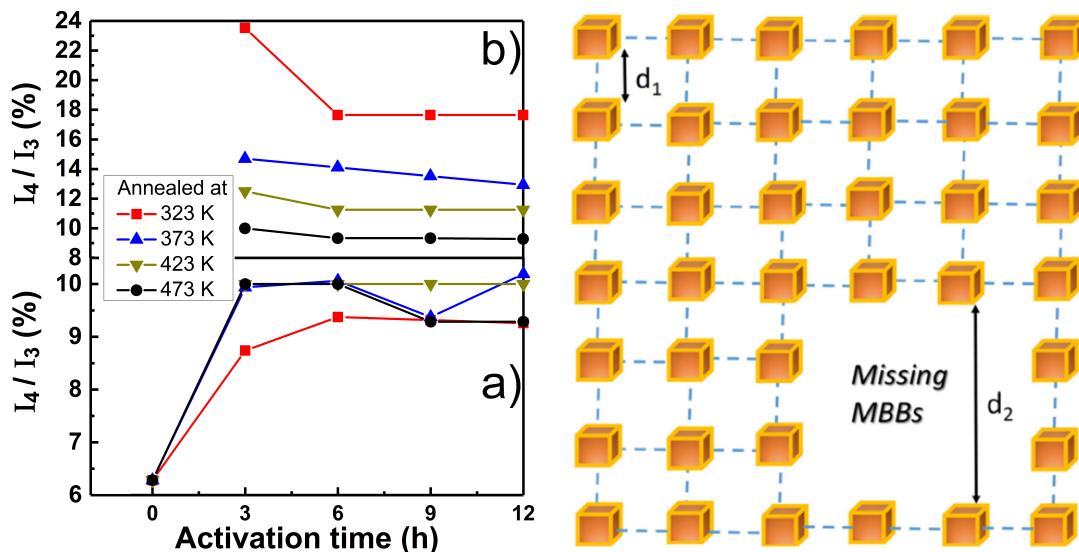 24
22
20
18
16
14
12
10
8
I₄ / I₃ (%)
b)
Annealed at
323 K
373 K
423 K
473 K
10
9
7
6
I₄ / I₃ (%)
a)
0 3 6 9 12
Activation time (h)
d₁
Missing
MBBs
d₂